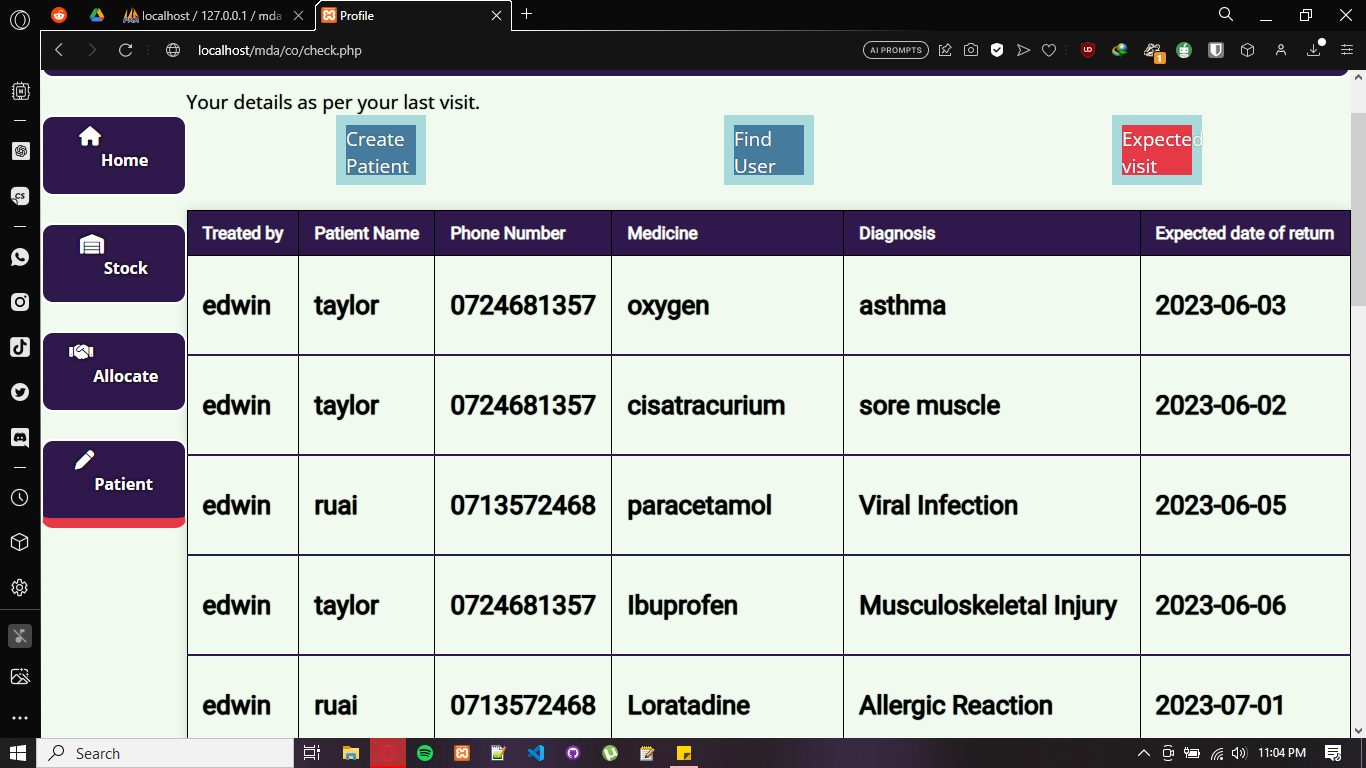 localhost / 127.0.0.1 / mda
Profile
localhost/mda/co/check.php
AI PROMPTS
1
Your details as per your last visit.
Home
Stock
Allocate
Patient
Create
Patient
Find
User
Expected
visit
Treated by Patient Name Phone Number Medicine Diagnosis Expected date of return
edwin taylor 0724681357 oxygen asthma 2023-06-03
edwin taylor 0724681357 cisatracurium sore muscle 2023-06-02
edwin ruai 0713572468 paracetamol Viral Infection 2023-06-05
edwin taylor 0724681357 Ibuprofen Musculoskeletal Injury 2023-06-06
edwin ruai 0713572468 Loratadine Allergic Reaction 2023-07-01
Search
11:04 PM